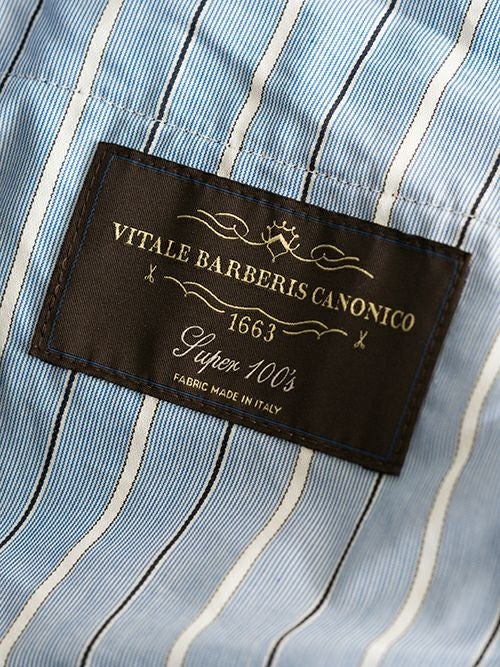 VITALE BARBERIS CANONICO
1663
Super 100's
FABRIC MADE IN ITALY